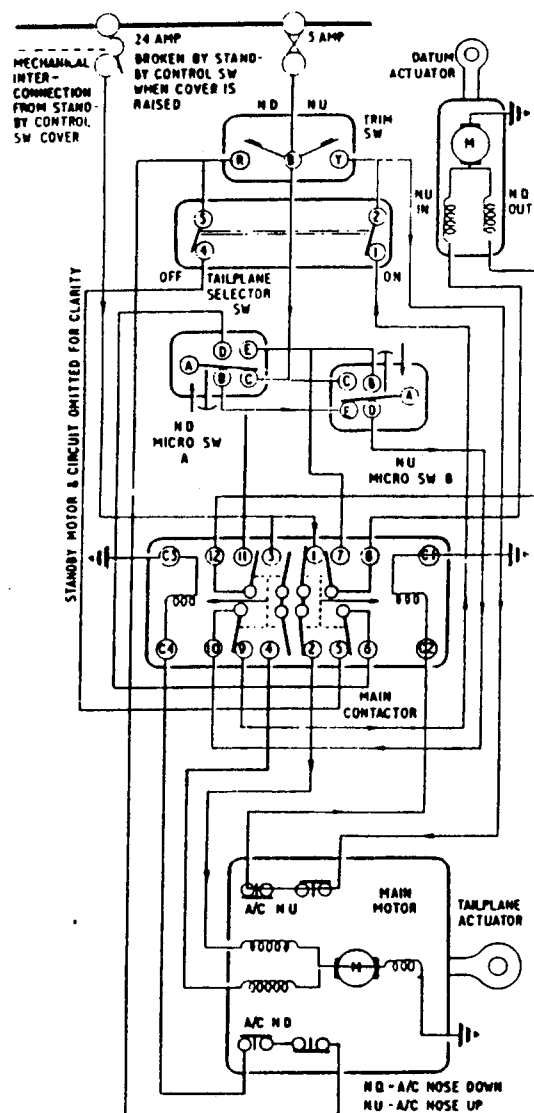 24 AMP
5 AMP
MECHANICAL
INTER-
CONNECTION
FROM STAND-
BY CONTROL
SW COVER
BROKEN BY STAND-
BY CONTROL SW
WHEN COVER IS
RAISED
DATUM
ACTUATOR
ND NU
TRIM
SW
R B Y
M
NU
IN
ND
OUT
3 2
4 1
OFF ON
TAILPLANE
SELECTOR
SW
STANDBY MOTOR & CIRCUIT OMITTED FOR CLARITY
D E
A
B C
ND
MICRO SW
A
C B
A
E D
NU
MICRO SW B
C3 12 11 3 1 7 8
C4 10 9 4 2 5 6 C2
MAIN
CONTACTOR
A/C NU
MAIN
MOTOR
TAILPLANE
ACTUATOR
M
A/C ND
ND - A/C NOSE DOWN
NU - A/C NOSE UP